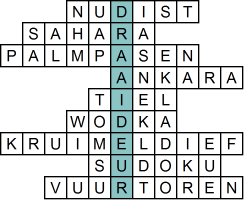 NUDIST
SAHARA
PALMPASEN
ANKARA
TIEL
WODKA
KRUIMELDIEF
SUDOKU
VUURTOREN